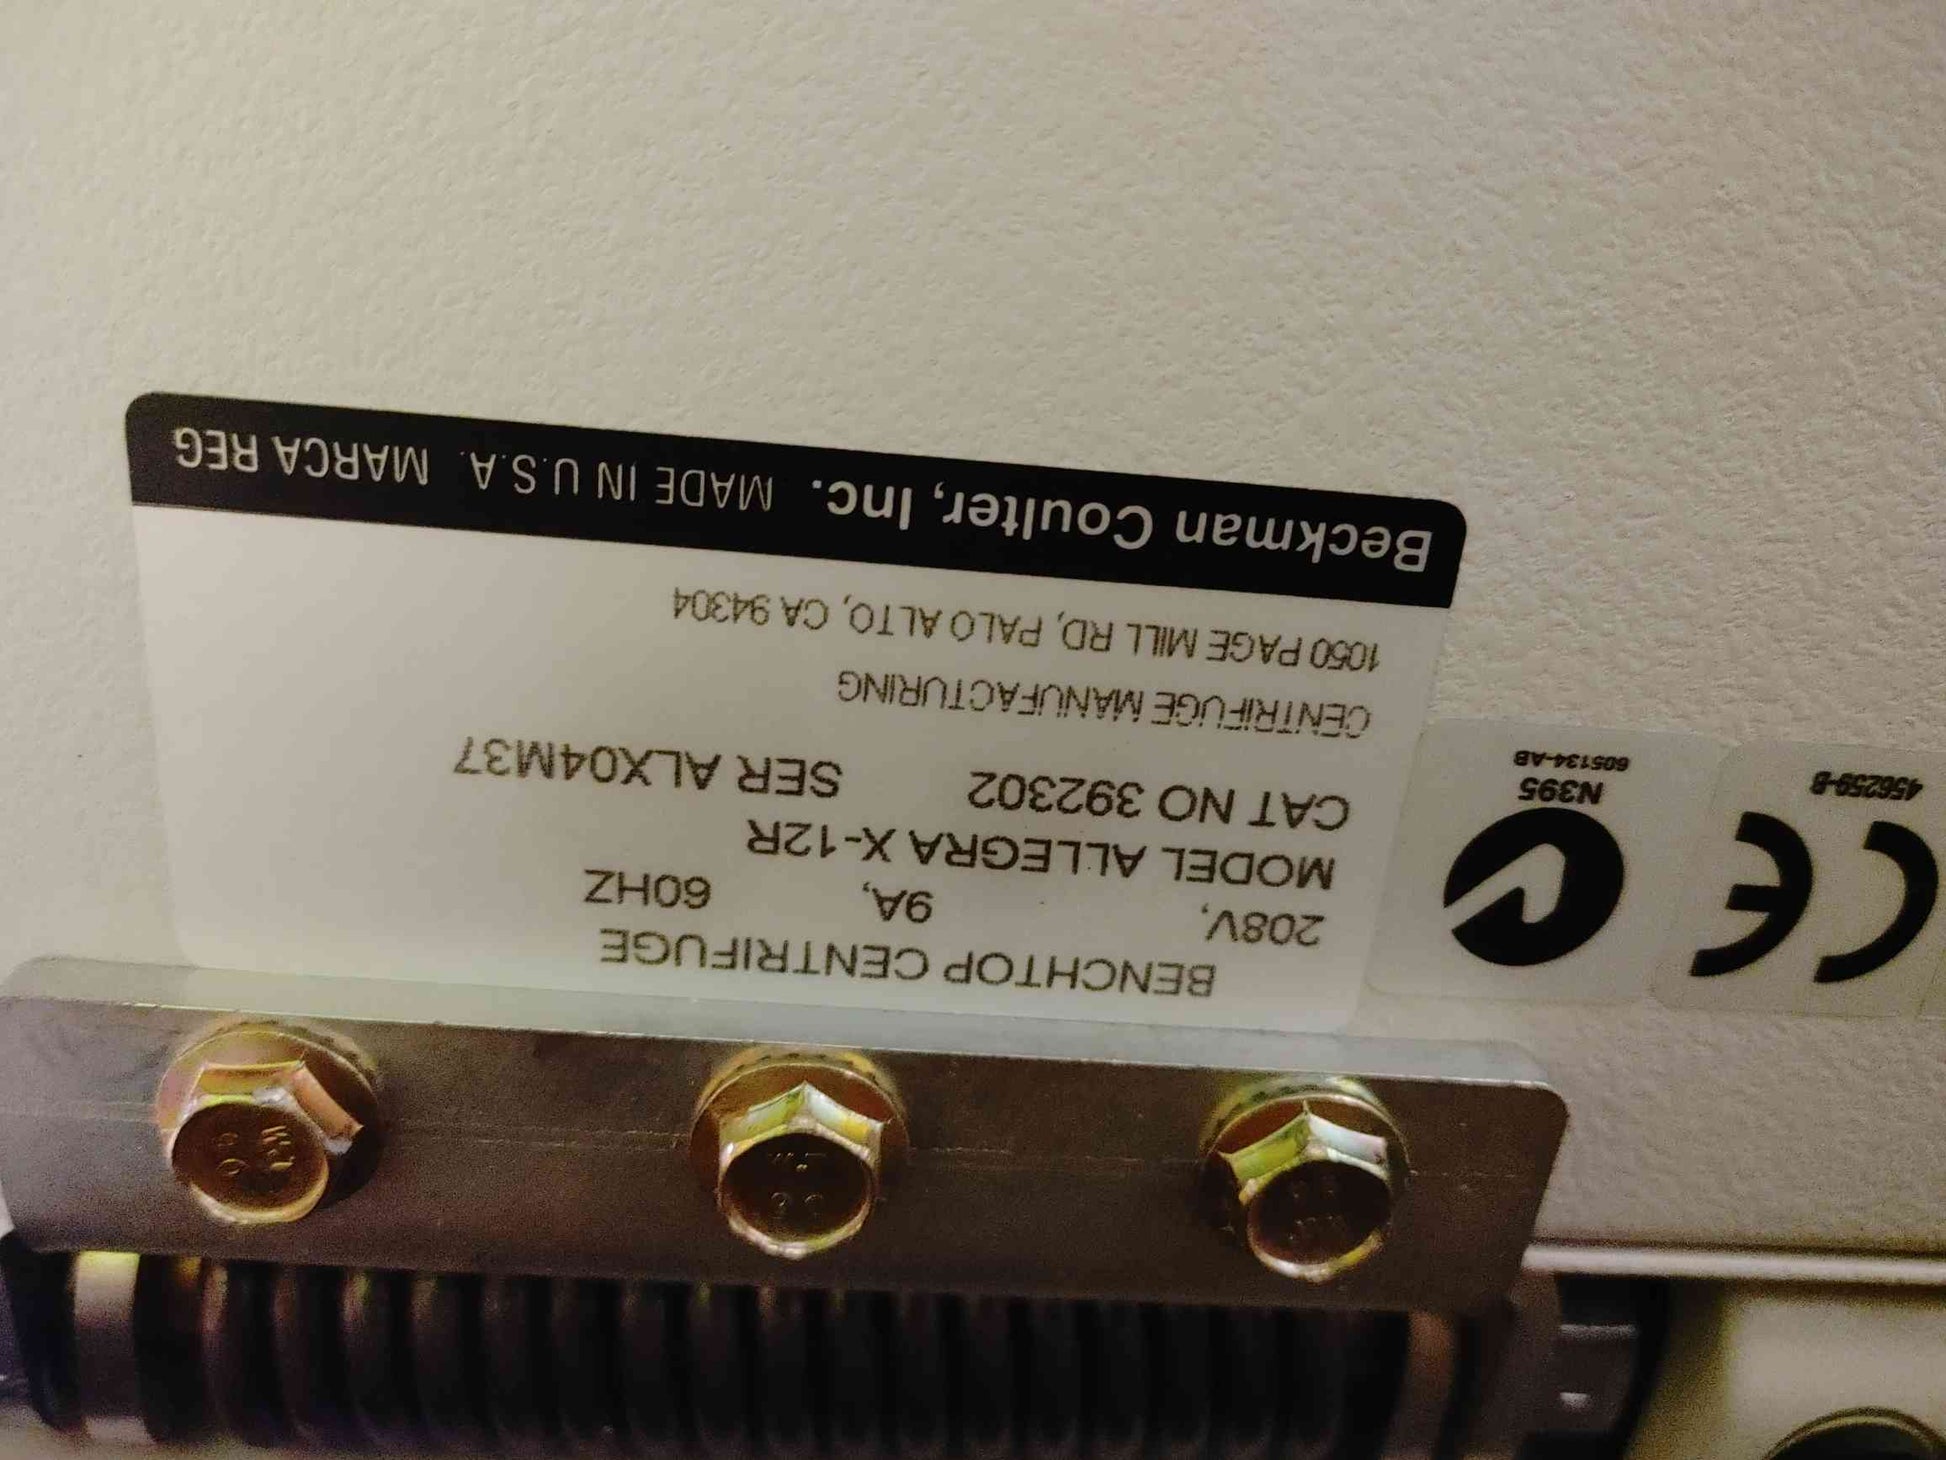 BENCHTOP CENTRIFUGE
208V, 9A, 60HZ
MODEL ALLEGRA X-12R
CAT NO 392302 SER ALX04M37
CENTRIFUGE MANUFACTURING
1050 PAGE MILL RD, PALO ALTO, CA 94304
Beckman Coulter, Inc. MADE IN U.S.A. MARCA REG
CE
456259-B
N395
605134-AB